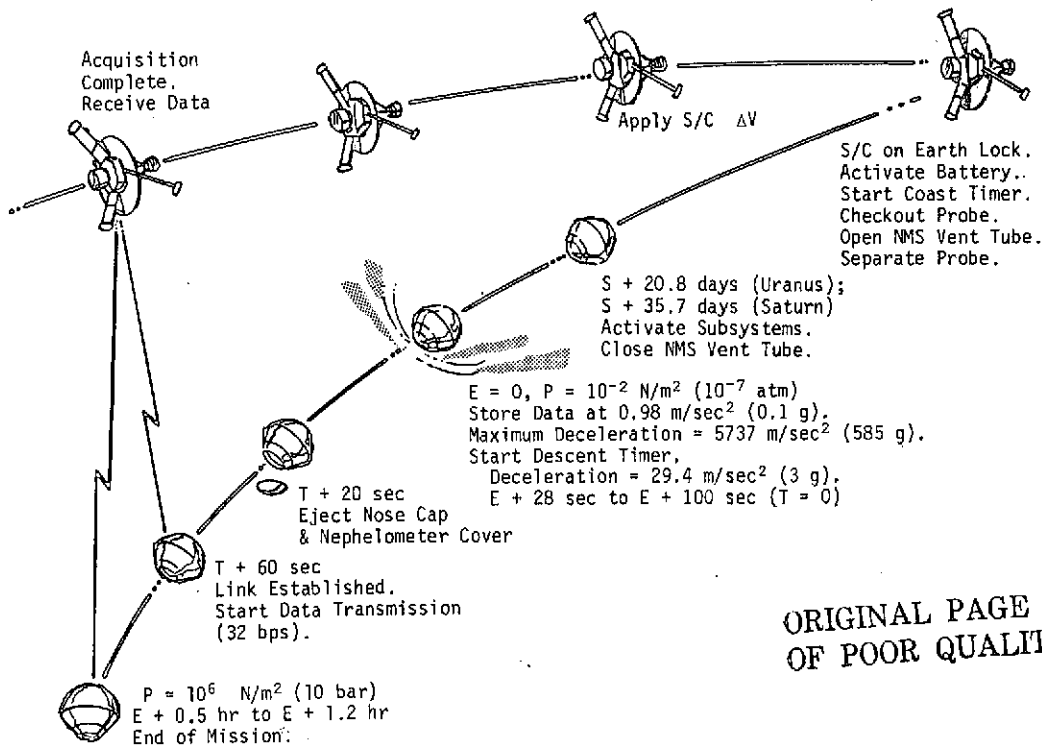 Acquisition
Complete.
Receive Data
Apply S/C ΔV
S/C on Earth Lock.
Activate Battery.
Start Coast Timer.
Checkout Probe.
Open NMS Vent Tube.
Separate Probe.
S + 20.8 days (Uranus);
S + 35.7 days (Saturn)
Activate Subsystems.
Close NMS Vent Tube.
E = 0, P = 10⁻² N/m² (10⁻⁷ atm)
Store Data at 0.98 m/sec² (0.1 g).
Maximum Deceleration = 5737 m/sec² (585 g).
Start Descent Timer,
Deceleration = 29.4 m/sec² (3 g).
E + 28 sec to E + 100 sec (T = 0)
T + 20 sec
Eject Nose Cap
& Nephelometer Cover
T + 60 sec
Link Established.
Start Data Transmission
(32 bps).
P = 10⁶ N/m² (10 bar)
E + 0.5 hr to E + 1.2 hr
End of Mission.
ORIGINAL PAGE
OF POOR QUALIT